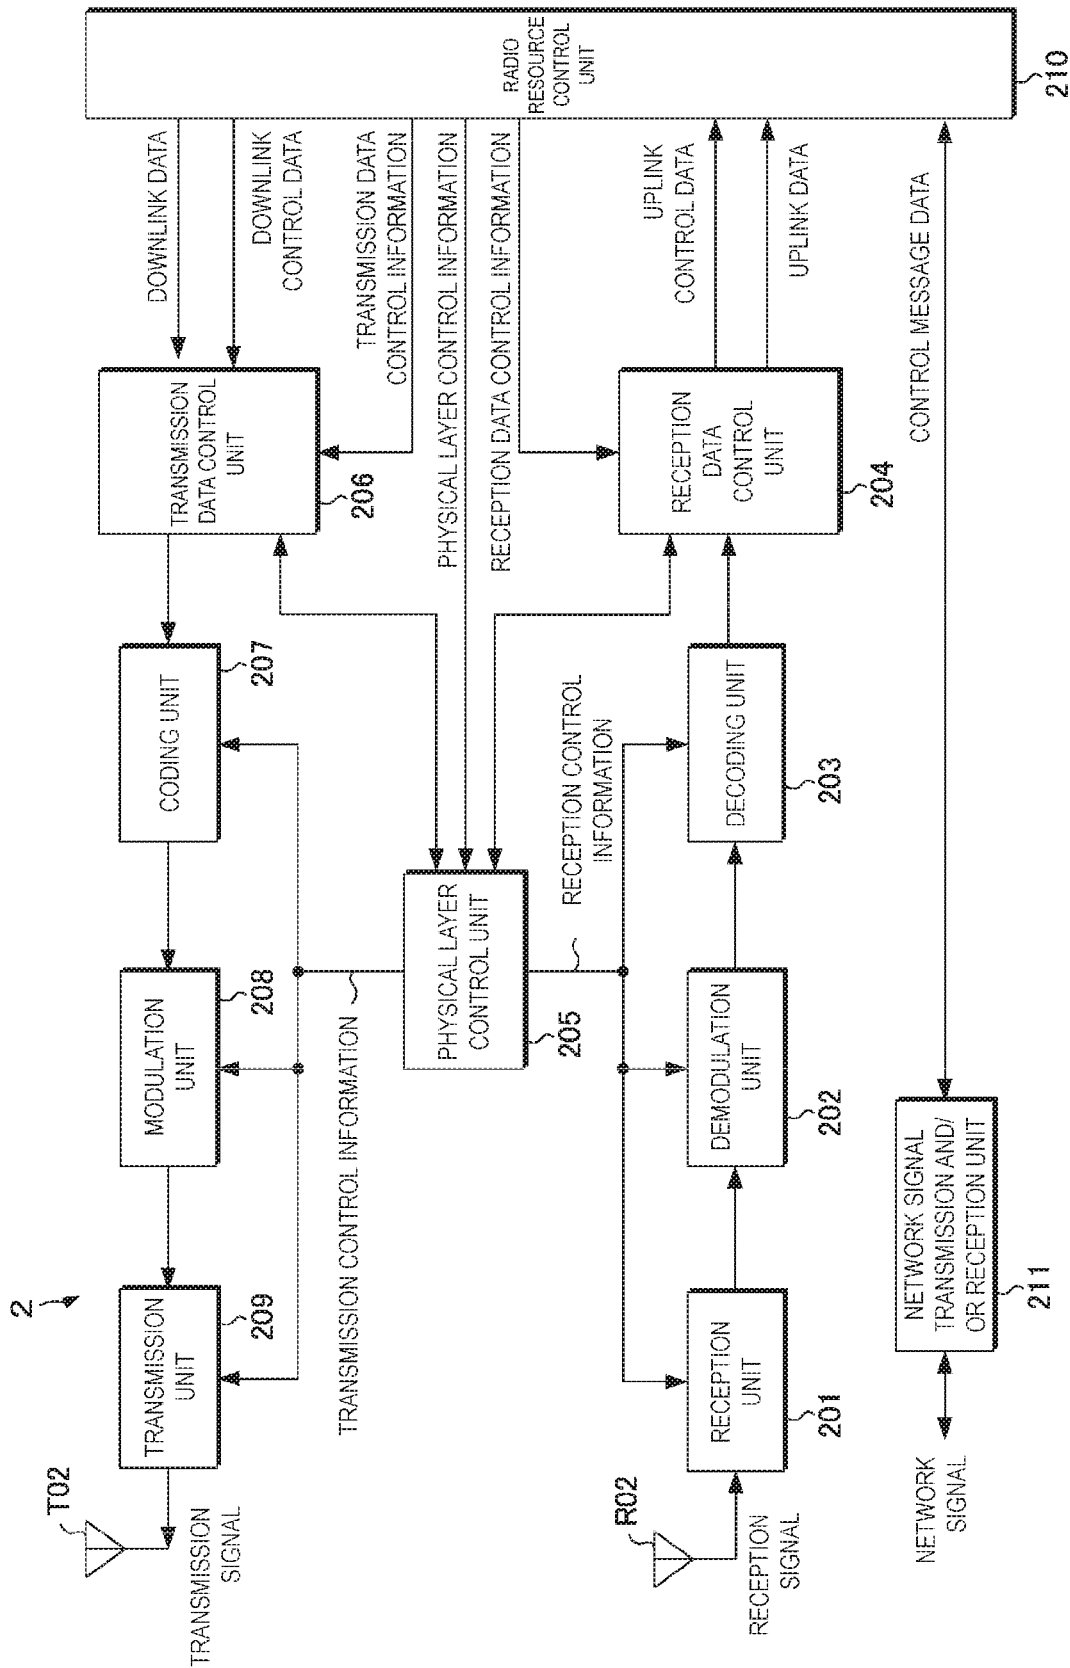 2
T02
TRANSMISSION
SIGNAL
TRANSMISSION
UNIT
209
MODULATION
UNIT
208
CODING UNIT
207
TRANSMISSION
DATA CONTROL
UNIT
206
DOWNLINK DATA
DOWNLINK
CONTROL DATA
TRANSMISSION DATA
CONTROL INFORMATION
PHYSICAL LAYER CONTROL INFORMATION
RECEPTION DATA CONTROL INFORMATION
RADIO
RESOURCE
CONTROL
UNIT
210
TRANSMISSION CONTROL INFORMATION
PHYSICAL LAYER
CONTROL UNIT
205
RECEPTION CONTROL
INFORMATION
R02
RECEPTION
SIGNAL
RECEPTION
UNIT
201
DEMODULATION
UNIT
202
DECODING UNIT
203
RECEPTION
DATA
CONTROL
UNIT
204
UPLINK
CONTROL DATA
UPLINK DATA
NETWORK
SIGNAL
NETWORK SIGNAL
TRANSMISSION AND/
OR RECEPTION UNIT
211
CONTROL MESSAGE DATA